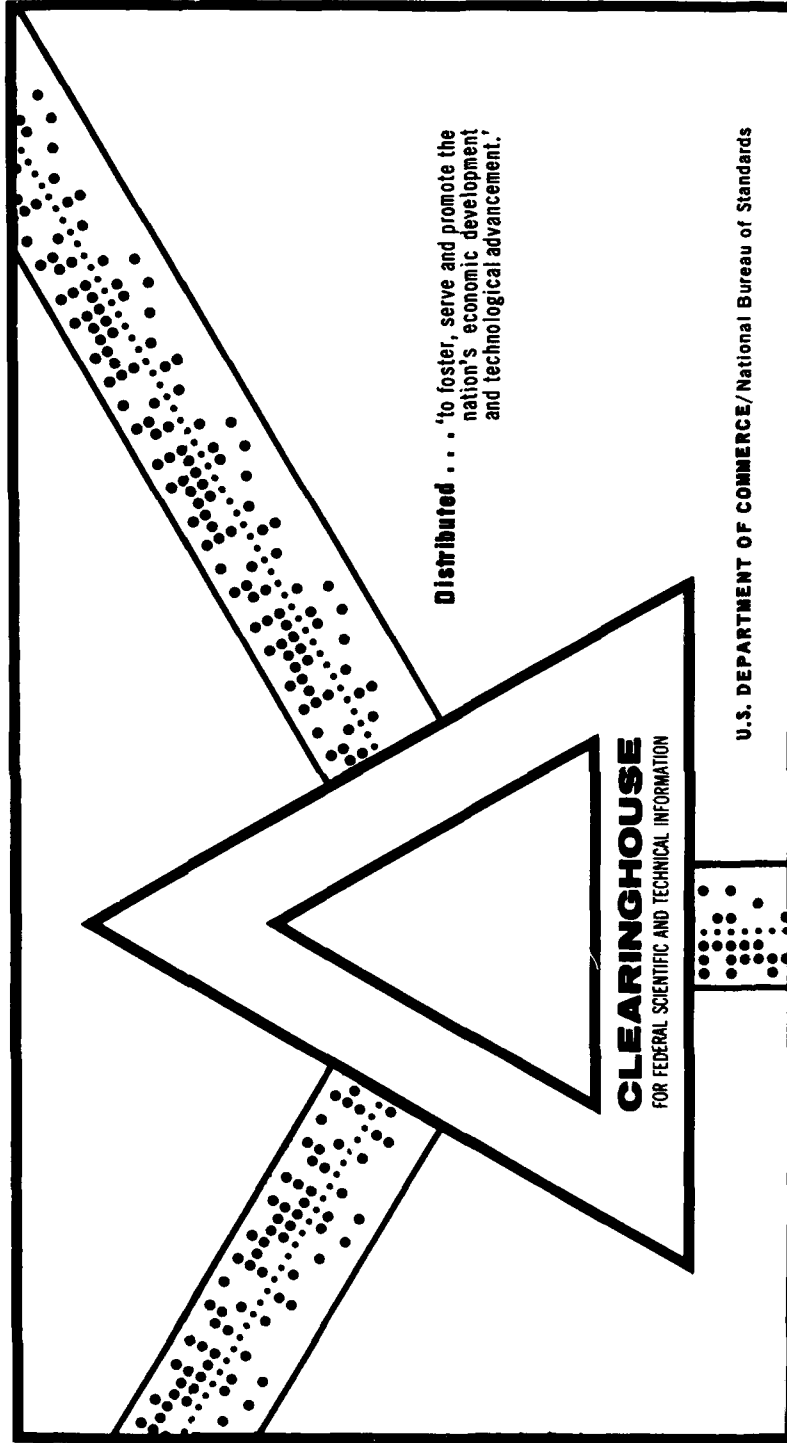 Distributed . . . 'to foster, serve and promote the
nation's economic development
and technological advancement.'
CLEARINGHOUSE
FOR FEDERAL SCIENTIFIC AND TECHNICAL INFORMATION
U.S. DEPARTMENT OF COMMERCE/National Bureau of Standards